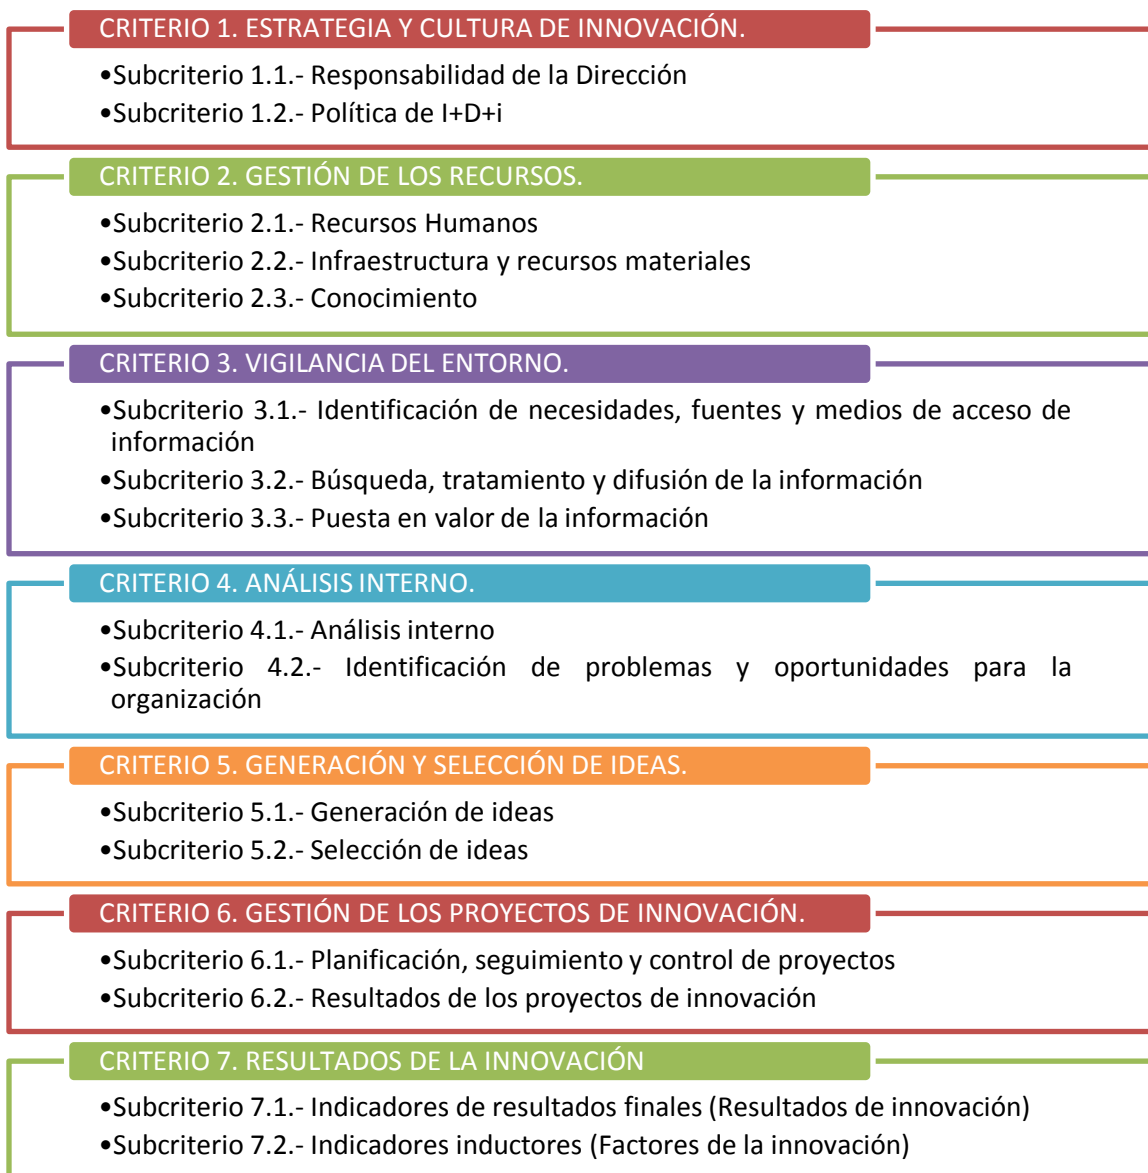 CRITERIO 1. ESTRATEGIA Y CULTURA DE INNOVACIÓN.
•Subcriterio 1.1.- Responsabilidad de la Dirección
•Subcriterio 1.2.- Política de I+D+i
CRITERIO 2. GESTIÓN DE LOS RECURSOS.
•Subcriterio 2.1.- Recursos Humanos
•Subcriterio 2.2.- Infraestructura y recursos materiales
•Subcriterio 2.3.- Conocimiento
CRITERIO 3. VIGILANCIA DEL ENTORNO.
•Subcriterio 3.1.- Identificación de necesidades, fuentes y medios de acceso de
información
•Subcriterio 3.2.- Búsqueda, tratamiento y difusión de la información
•Subcriterio 3.3.- Puesta en valor de la información
CRITERIO 4. ANÁLISIS INTERNO.
•Subcriterio 4.1.- Análisis interno
•Subcriterio 4.2.- Identificación de problemas y oportunidades para la
organización
CRITERIO 5. GENERACIÓN Y SELECCIÓN DE IDEAS.
•Subcriterio 5.1.- Generación de ideas
•Subcriterio 5.2.- Selección de ideas
CRITERIO 6. GESTIÓN DE LOS PROYECTOS DE INNOVACIÓN.
•Subcriterio 6.1.- Planificación, seguimiento y control de proyectos
•Subcriterio 6.2.- Resultados de los proyectos de innovación
CRITERIO 7. RESULTADOS DE LA INNOVACIÓN
•Subcriterio 7.1.- Indicadores de resultados finales (Resultados de innovación)
•Subcriterio 7.2.- Indicadores inductores (Factores de la innovación)